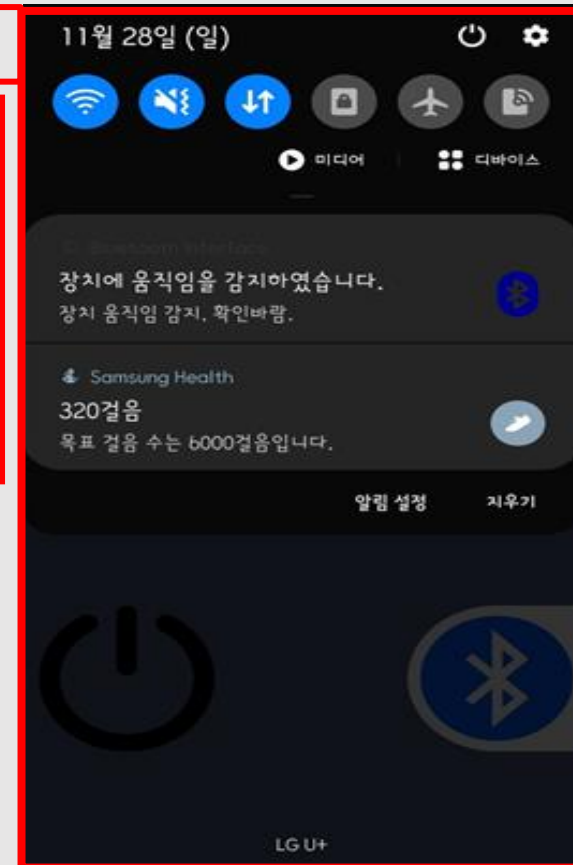 11월 28일 (일)
미디어
디바이스
Bluetooth Interface
장치에 움직임을 감지하였습니다.
장치 움직임 감지. 확인바람.
Samsung Health
320걸음
목표 걸음 수는 6000걸음입니다.
알림 설정
지우기
LG U+